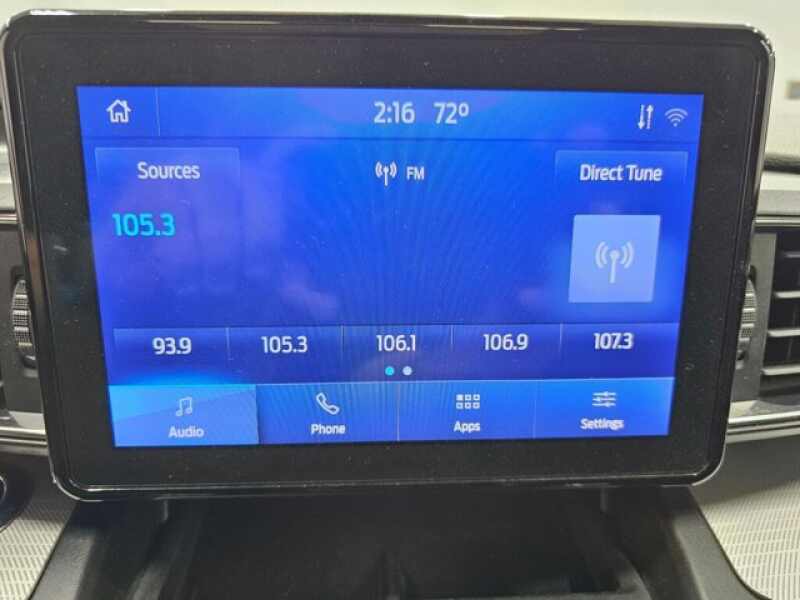 2:16 72º
Sources
FM
Direct Tune
105.3
93.9 105.3 106.1 106.9 107.3
Audio Phone Apps Settings